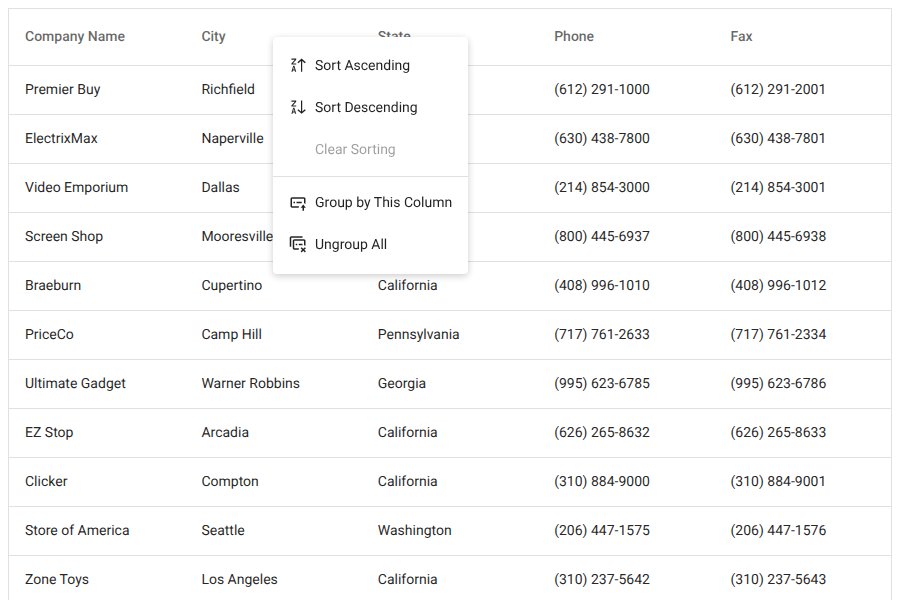 Company Name City State Phone Fax
Sort Ascending
Premier Buy Richfield (612) 291-1000 (612) 291-2001
Sort Descending
ElectrixMax Naperville (630) 438-7800 (630) 438-7801
Clear Sorting
Video Emporium Dallas (214) 854-3000 (214) 854-3001
Group by This Column
Screen Shop Mooresville (800) 445-6937 (800) 445-6938
Ungroup All
Braeburn Cupertino California (408) 996-1010 (408) 996-1012
PriceCo Camp Hill Pennsylvania (717) 761-2633 (717) 761-2334
Ultimate Gadget Warner Robbins Georgia (995) 623-6785 (995) 623-6786
EZ Stop Arcadia California (626) 265-8632 (626) 265-8633
Clicker Compton California (310) 884-9000 (310) 884-9001
Store of America Seattle Washington (206) 447-1575 (206) 447-1576
Zone Toys Los Angeles California (310) 237-5642 (310) 237-5643